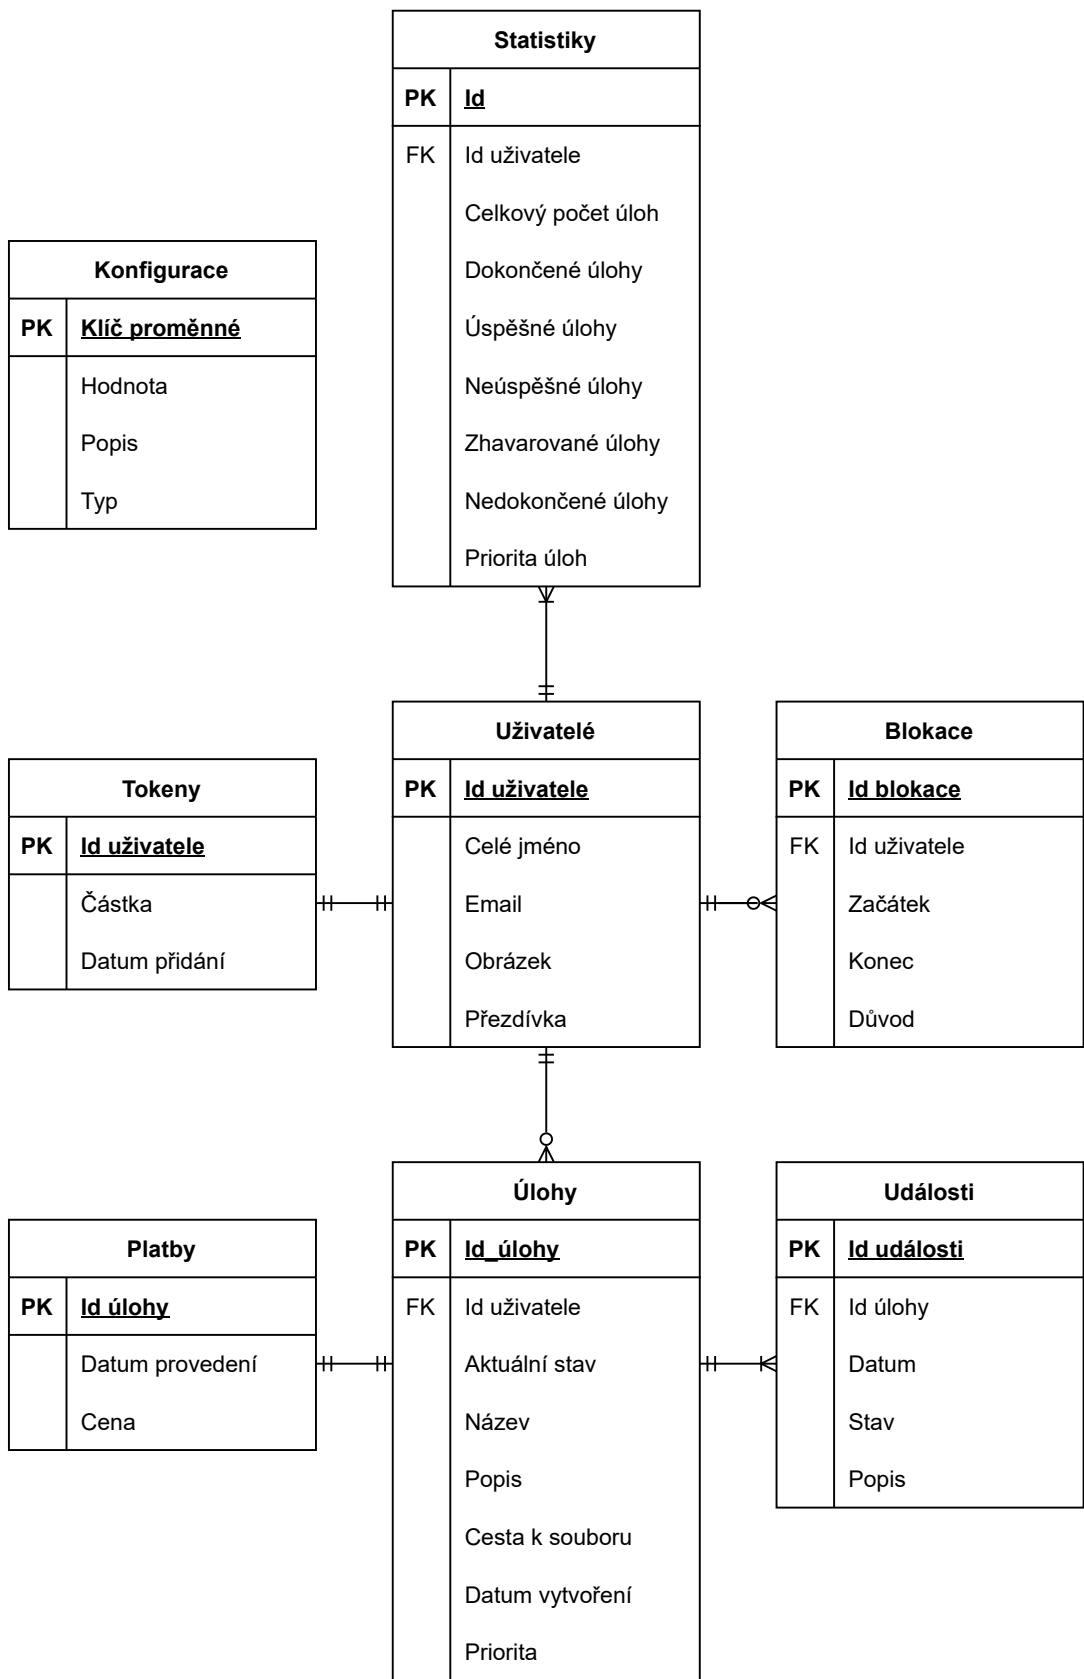 Statistiky
PK Id
FK Id uživatele
Celkový počet úloh
Dokončené úlohy
Úspěšné úlohy
Neúspěšné úlohy
Zhavarované úlohy
Nedokončené úlohy
Priorita úloh
Konfigurace
PK Klíč proměnné
Hodnota
Popis
Typ
Uživatelé
PK Id uživatele
Celé jméno
Email
Obrázek
Přezdívka
Blokace
PK Id blokace
FK Id uživatele
Začátek
Konec
Důvod
Tokeny
PK Id uživatele
Částka
Datum přidání
Úlohy
PK Id_úlohy
FK Id uživatele
Aktuální stav
Název
Popis
Cesta k souboru
Datum vytvoření
Priorita
Události
PK Id události
FK Id úlohy
Datum
Stav
Popis
Platby
PK Id úlohy
Datum provedení
Cena